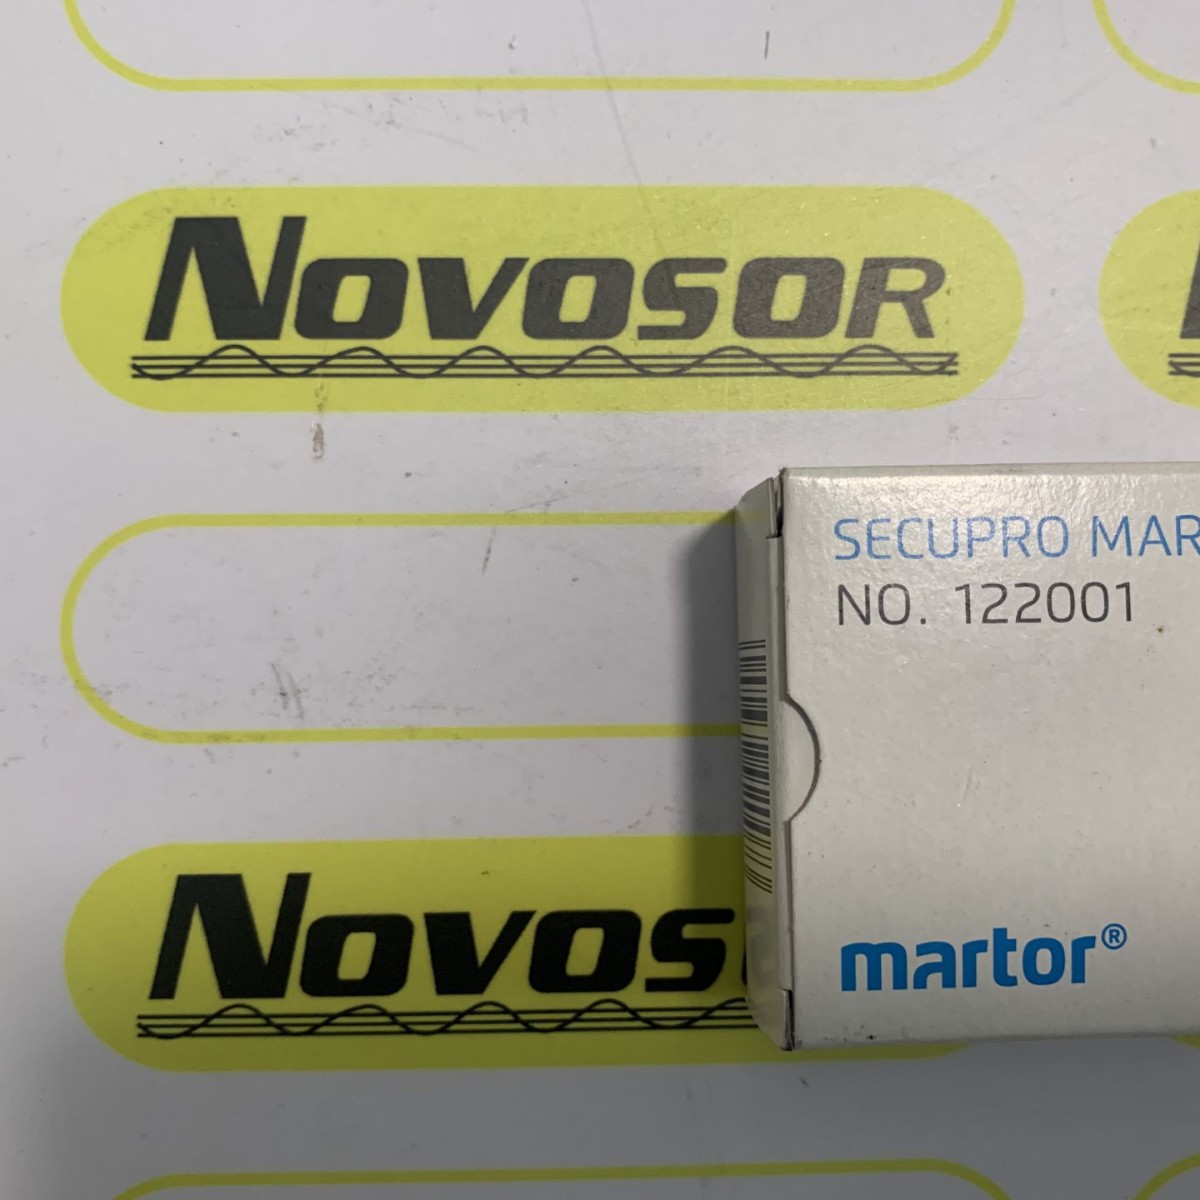 NOVOSOR
SECUPRO MAR
NO. 122001
NOVOS
martor®